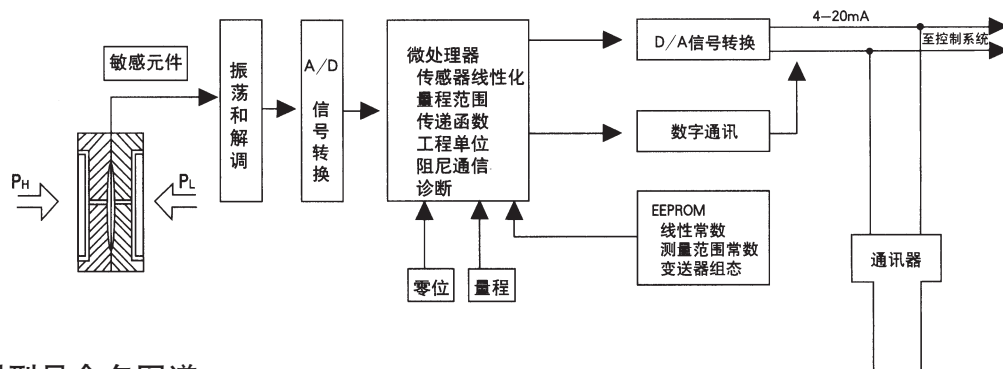 敏感元件
PH
PL
振荡和解调
A/D
信号转换
微处理器
传感器线性化
量程范围
传递函数
工程单位
阻尼通信
诊断
零位
量程
D/A信号转换
数字通讯
EEPROM
线性常数
测量范围常数
变送器组态
4-20mA
至控制系统
通讯器